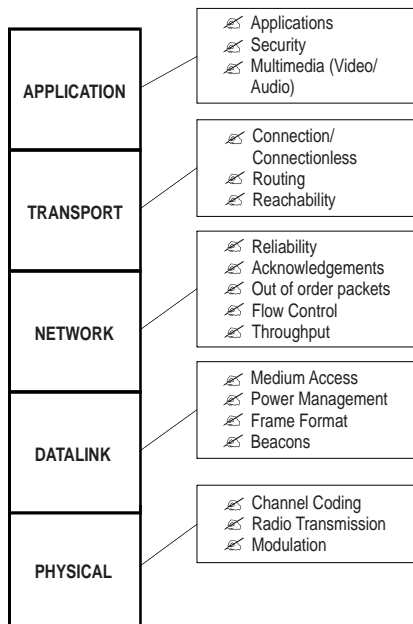 APPLICATION
Applications
Security
Multimedia (Video/
Audio)
TRANSPORT
Connection/
Connectionless
Routing
Reachability
NETWORK
Reliability
Acknowledgements
Out of order packets
Flow Control
Throughput
DATALINK
Medium Access
Power Management
Frame Format
Beacons
PHYSICAL
Channel Coding
Radio Transmission
Modulation